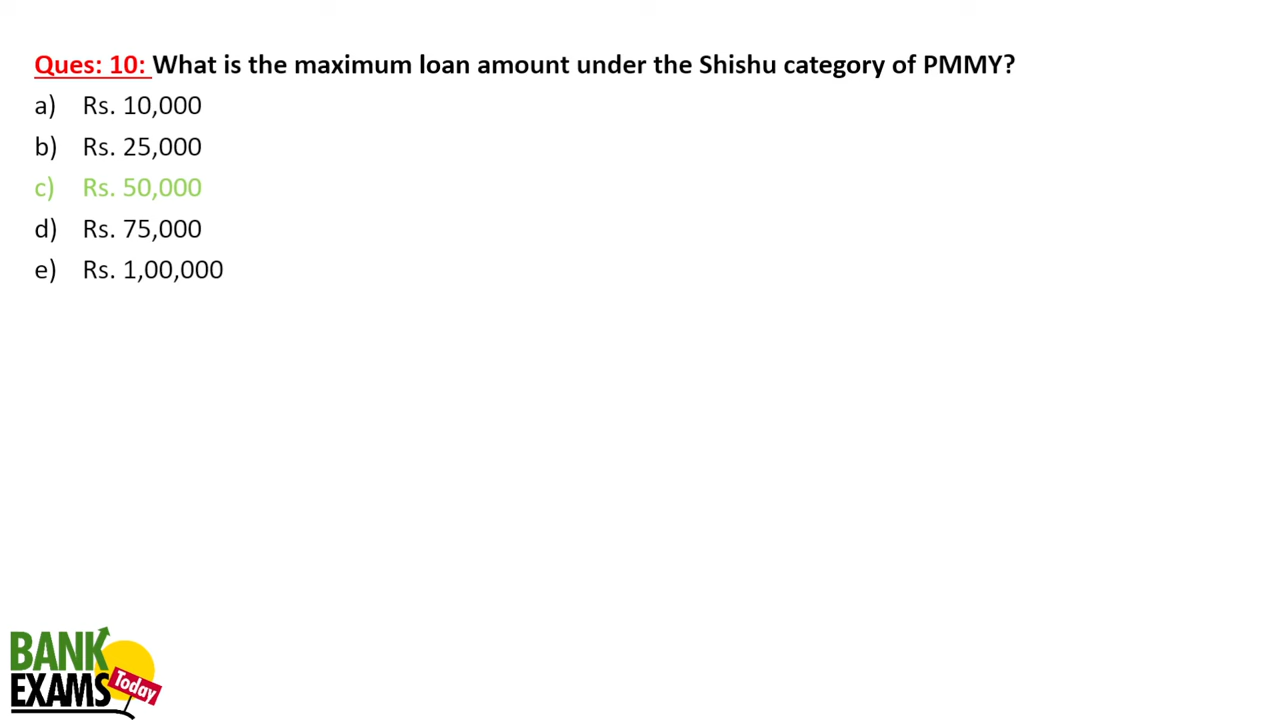 Ques: 10: What is the maximum loan amount under the Shishu category of PMMY?
a) Rs. 10,000
b) Rs. 25,000
c) Rs. 50,000
d) Rs. 75,000
e) Rs. 1,00,000
BANK
EXAMS
Today